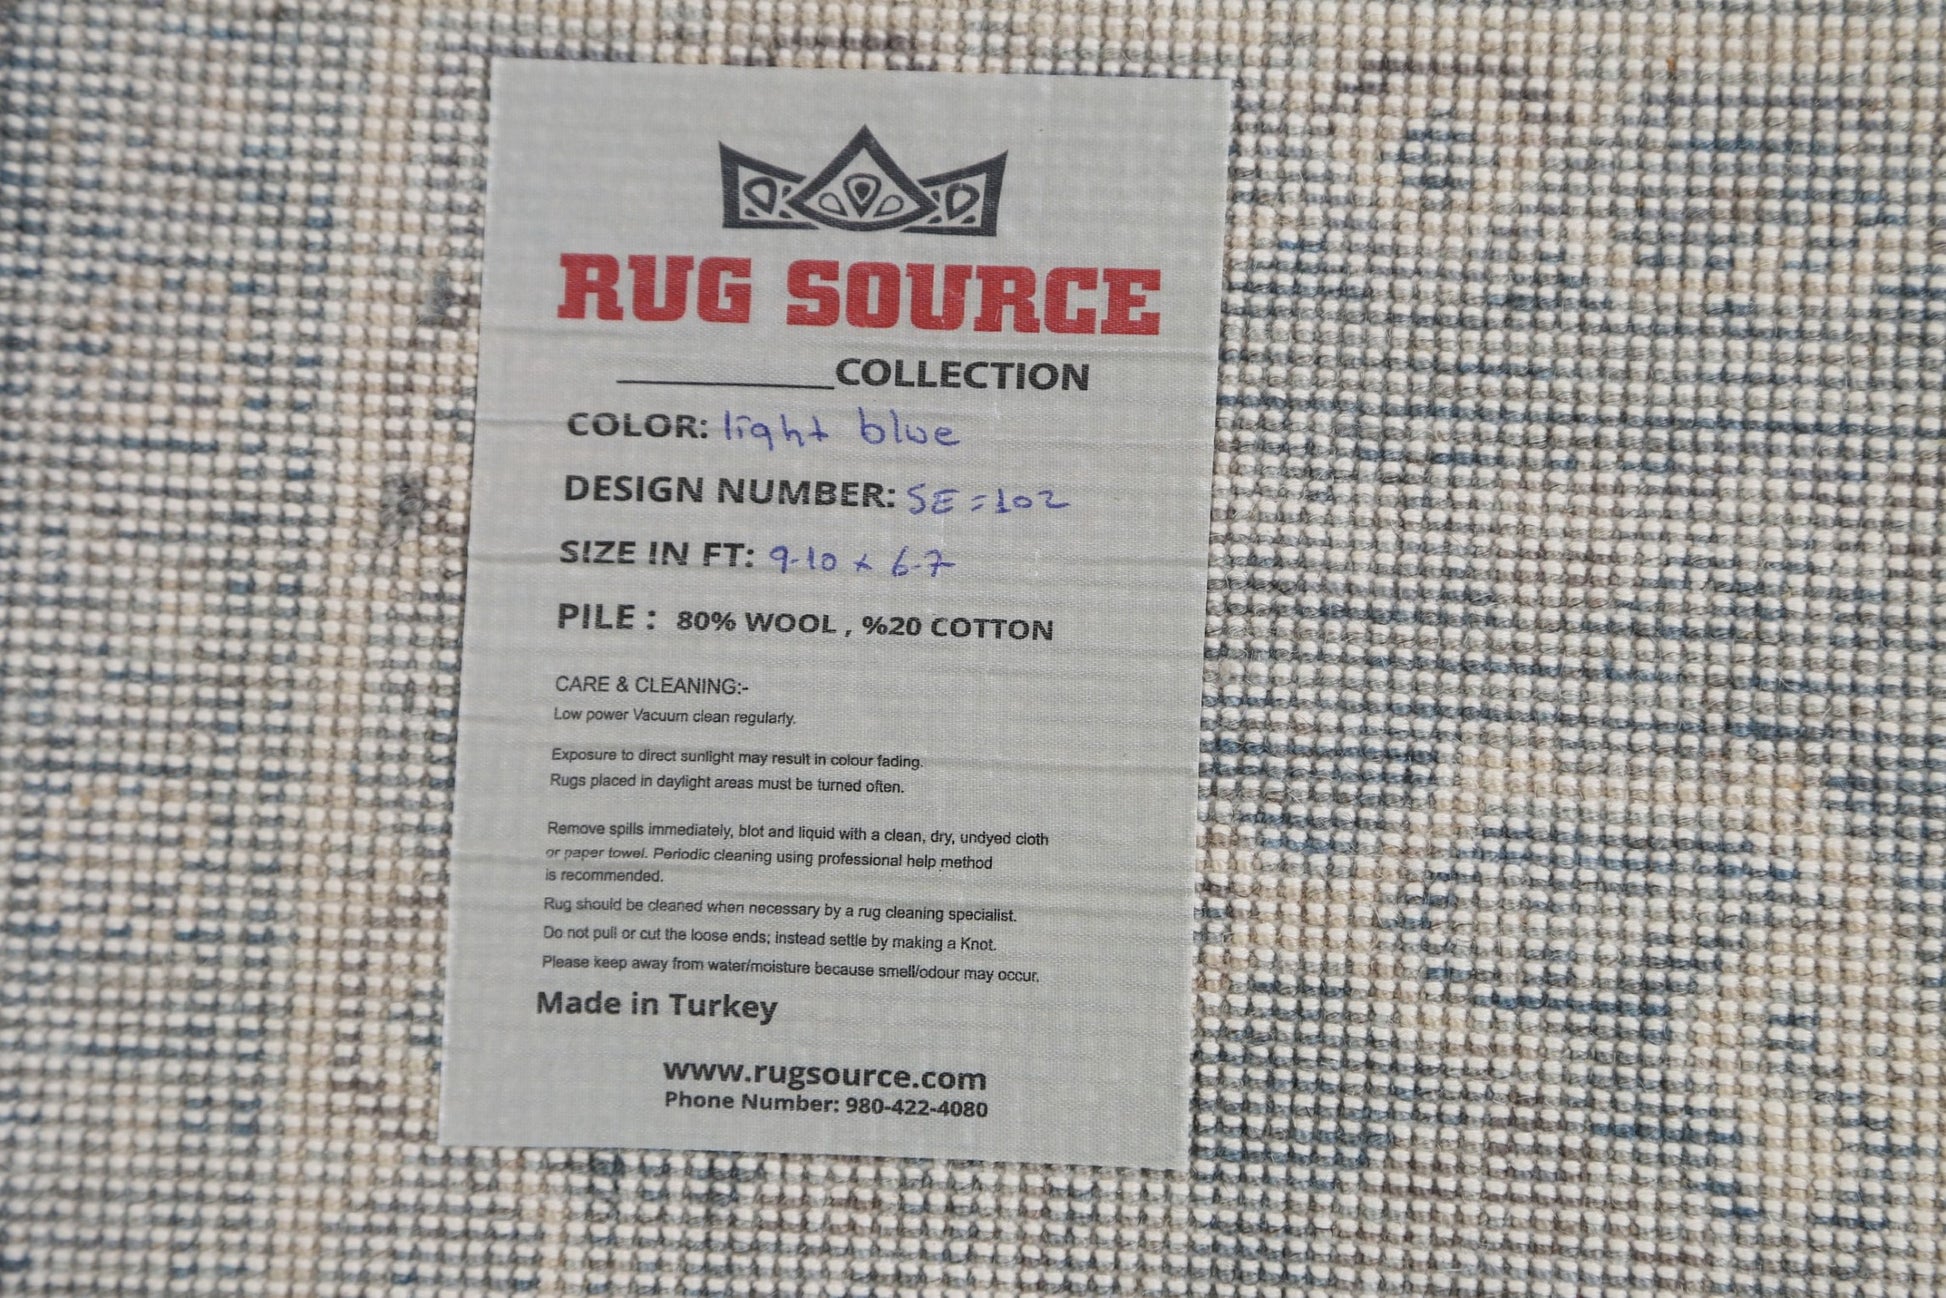 RUG SOURCE
__________COLLECTION
COLOR: light blue
DESIGN NUMBER: SE=102
SIZE IN FT: 9-10 x 6-7
PILE : 80% WOOL , %20 COTTON
CARE & CLEANING:-
Low power Vacuum clean regularly.
Exposure to direct sunlight may result in colour fading.
Rugs placed in daylight areas must be turned often.
Remove spills immediately, blot and liquid with a clean, dry, undyed cloth
or paper towel. Periodic cleaning using professional help method
is recommended.
Rug should be cleaned when necessary by a rug cleaning specialist.
Do not pull or cut the loose ends; instead settle by making a Knot.
Please keep away from water/moisture because smell/odour may occur.
Made in Turkey
www.rugsource.com
Phone Number: 980-422-4080